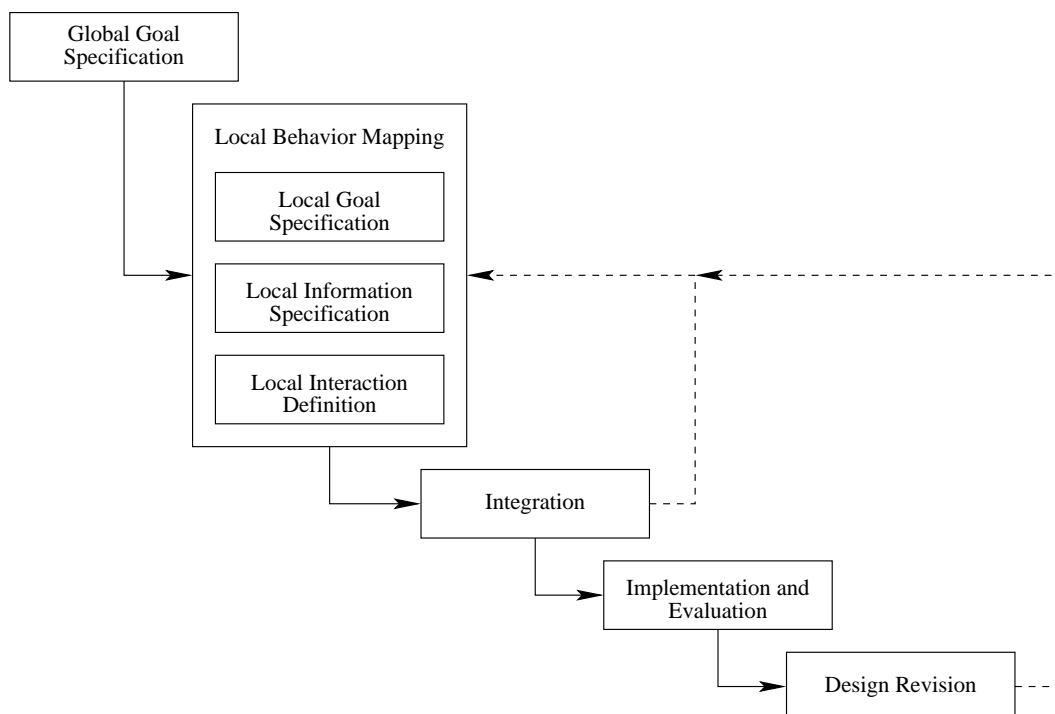 Global Goal
Specification
Local Behavior Mapping
Local Goal
Specification
Local Information
Specification
Local Interaction
Definition
Integration
Implementation and
Evaluation
Design Revision